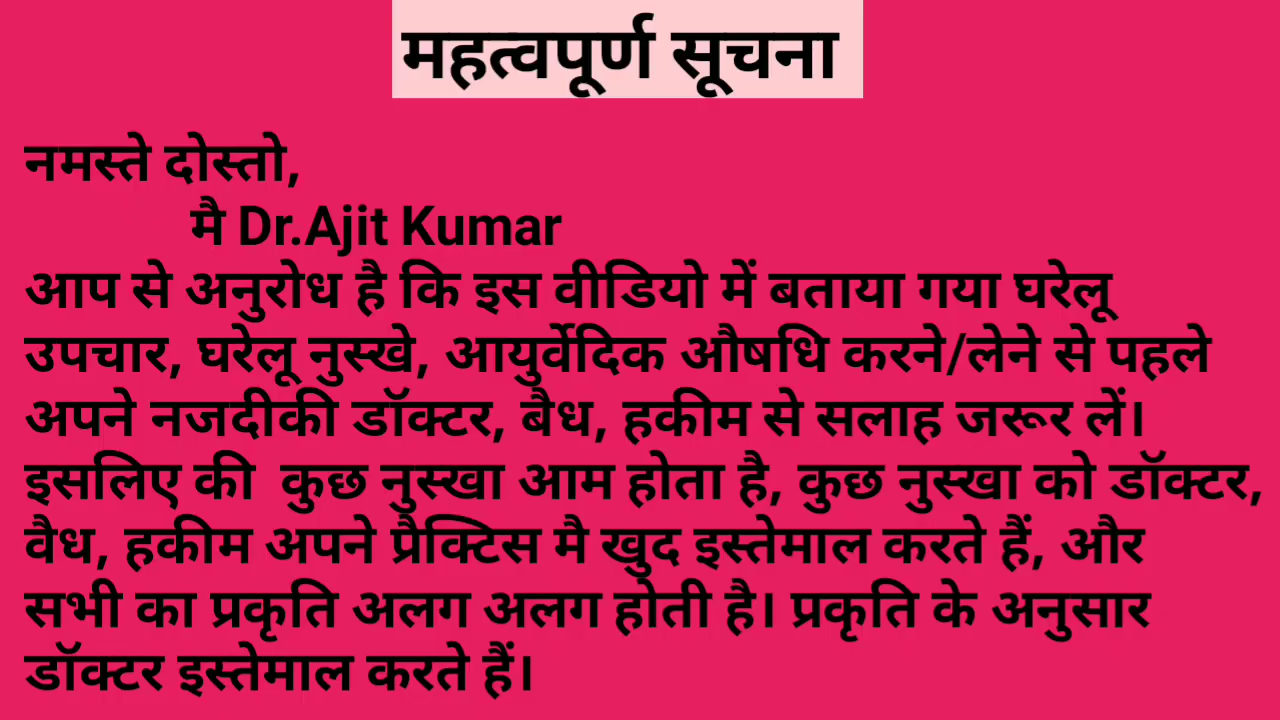 महत्वपूर्ण सूचना
नमस्ते दोस्तो,
मै Dr.Ajit Kumar
आप से अनुरोध है कि इस वीडियो में बताया गया घरेलू
उपचार, घरेलू नुस्खे, आयुर्वेदिक औषधि करने/लेने से पहले
अपने नजदीकी डॉक्टर, बैध, हकीम से सलाह जरूर लें।
इसलिए की  कुछ नुस्खा आम होता है, कुछ नुस्खा को डॉक्टर,
वैध, हकीम अपने प्रैक्टिस मै खुद इस्तेमाल करते हैं, और
सभी का प्रकृति अलग अलग होती है। प्रकृति के अनुसार
डॉक्टर इस्तेमाल करते हैं।